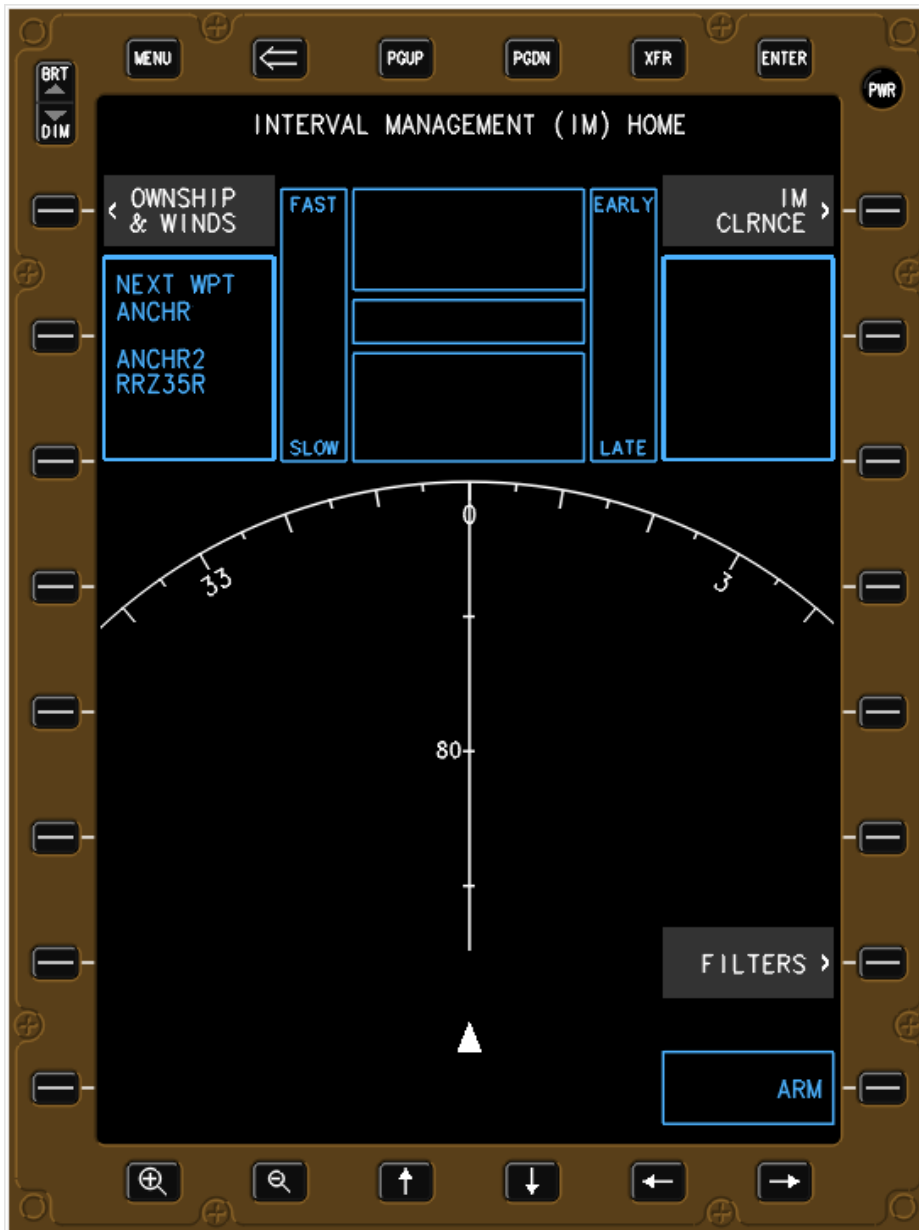 MENU
PGUP
PGDN
XFR
ENTER
BRT
DIM
PWR
INTERVAL MANAGEMENT (IM) HOME
< OWNSHIP
& WINDS
FAST
EARLY
IM >
CLRNCE
NEXT WPT
ANCHR
ANCHR2
RRZ35R
SLOW
LATE
33
0
3
80
FILTERS >
ARM